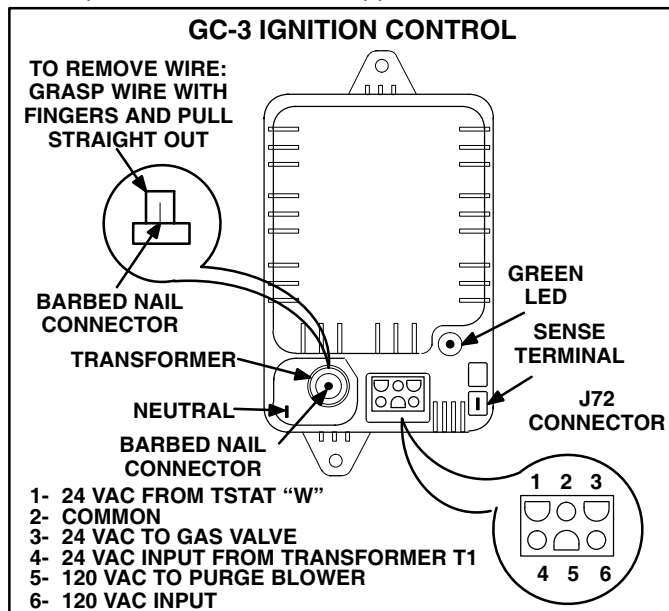 GC-3 IGNITION CONTROL
TO REMOVE WIRE:
GRASP WIRE WITH
FINGERS AND PULL
STRAIGHT OUT
BARBED NAIL
CONNECTOR
GREEN
LED
SENSE
TERMINAL
TRANSFORMER
J72
CONNECTOR
NEUTRAL
BARBED NAIL
CONNECTOR
1 2 3
4 5 6
1- 24 VAC FROM TSTAT “W”
2- COMMON
3- 24 VAC TO GAS VALVE
4- 24 VAC INPUT FROM TRANSFORMER T1
5- 120 VAC TO PURGE BLOWER
6- 120 VAC INPUT